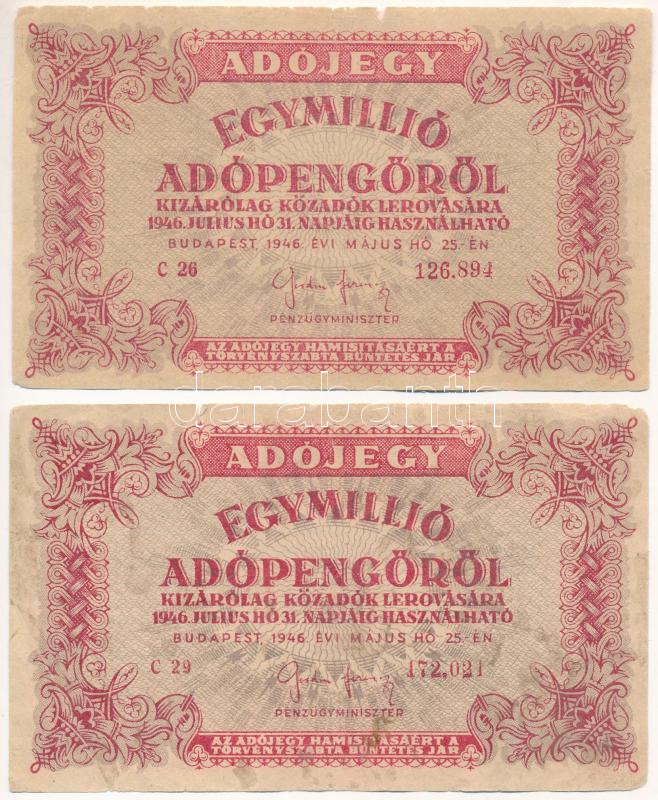 ADÓJEGY
EGYMILLIÓ
ADÓPENGŐRŐL
KIZÁRÓLAG KÖZADÓK LEROVÁSÁRA
1946. JULIUS HÓ 31. NAPJÁIG HASZNÁLHATÓ
BUDAPEST, 1946. ÉVI MÁJUS HÓ 25.-ÉN
C 26 126.894
PÉNZÜGYMINISZTER
AZ ADÓJEGY HAMISITÁSÁÉRT A
TÖRVÉNYSZABTA BÜNTETÉS JÁR
darabanth
ADÓJEGY
EGYMILLIÓ
ADÓPENGŐRŐL
KIZÁRÓLAG KÖZADÓK LEROVÁSÁRA
1946. JULIUS HÓ 31. NAPJÁIG HASZNÁLHATÓ
BUDAPEST, 1946. ÉVI MÁJUS HÓ 25.-ÉN
C 29 172,021
PÉNZÜGYMINISZTER
AZ ADÓJEGY HAMISITÁSÁÉRT A
TÖRVÉNYSZABTA BÜNTETÉS JÁR